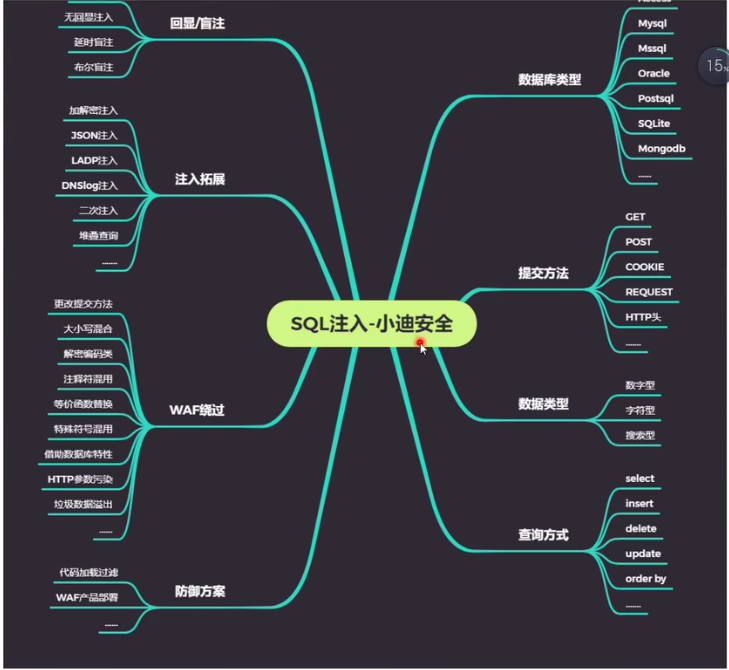 SQL注入-小迪安全
回显/盲注
无回显注入
延时盲注
布尔盲注
注入拓展
加解密注入
JSON注入
LADP注入
DNSlog注入
二次注入
堆叠查询
......
WAF绕过
更改提交方法
大小写混合
解密编码类
注释符混用
等价函数替换
特殊符号混用
借助数据库特性
HTTP参数污染
垃圾数据溢出
......
防御方案
代码加载过滤
WAF产品部署
......
数据库类型
Access
Mysql
Mssql
Oracle
Postsql
SQLite
Mongodb
......
提交方法
GET
POST
COOKIE
REQUEST
HTTP头
......
数据类型
数字型
字符型
搜索型
查询方式
select
insert
delete
update
order by
......
15%